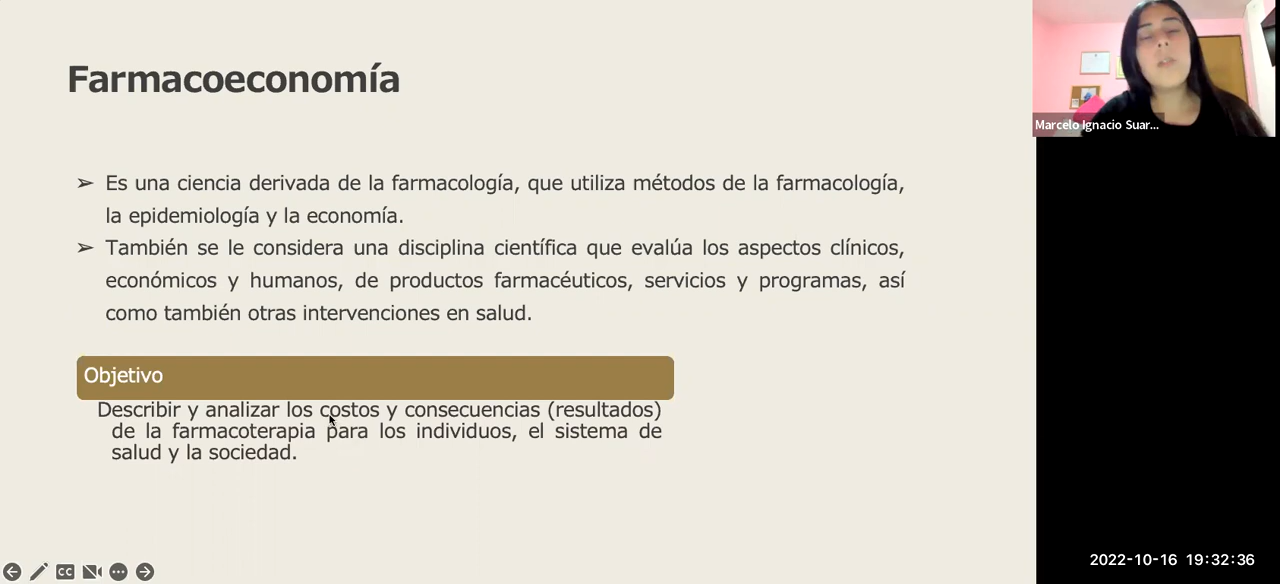 Farmacoeconomía
➢ Es una ciencia derivada de la farmacología, que utiliza métodos de la farmacología,
la epidemiología y la economía.
➢ También se le considera una disciplina científica que evalúa los aspectos clínicos,
económicos y humanos, de productos farmacéuticos, servicios y programas, así
como también otras intervenciones en salud.
Objetivo
Describir y analizar los costos y consecuencias (resultados)
de la farmacoterapia para los individuos, el sistema de
salud y la sociedad.
CC
Marcelo Ignacio Suar...
2022-10-16 19:32:36